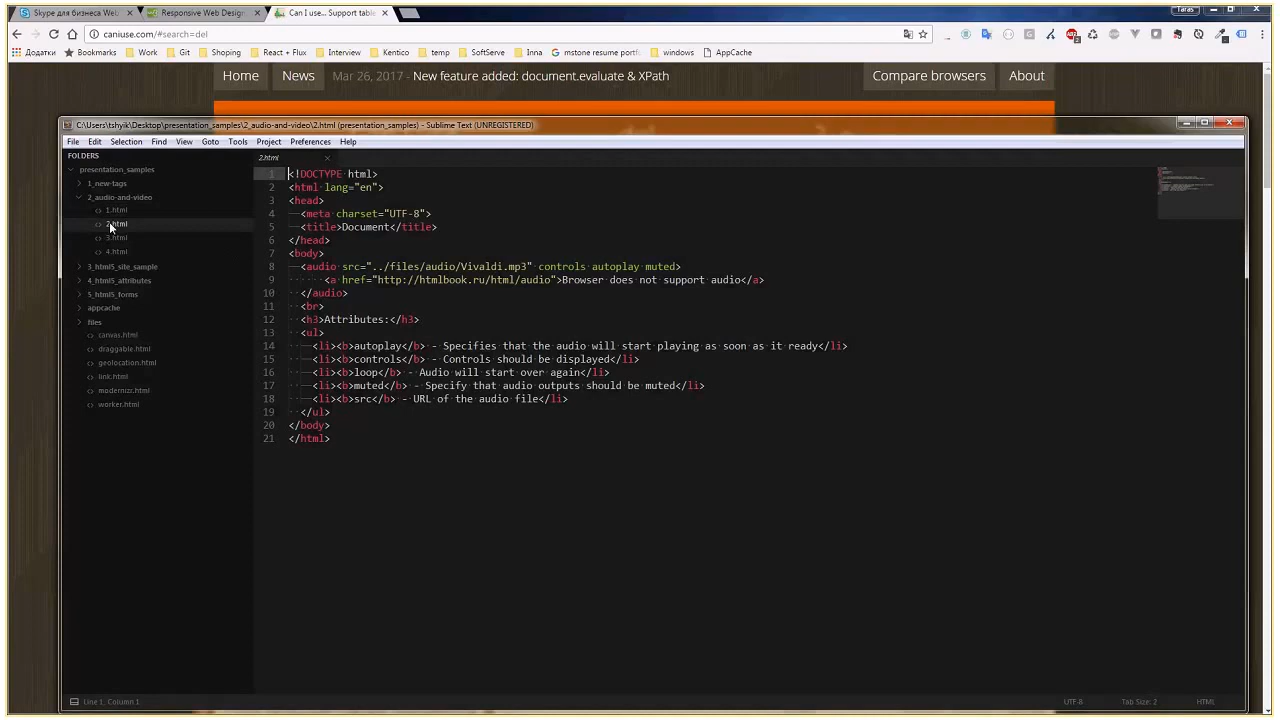 Skype для бизнеса Web
Responsive Web Design
Can I use... Support table
Taras
caniuse.com/#search=del
Додатки
Bookmarks
Work
Git
Shoping
React + Flux
Interview
Kentico
temp
SoftServe
Inna
mstone resume portf
windows
AppCache
Home
News
Mar 26, 2017 - New feature added: document.evaluate & XPath
Compare browsers
About
C:\Users\tshyik\Desktop\presentation_samples\2_audio-and-video\2.html (presentation_samples) - Sublime Text (UNREGISTERED)
File Edit Selection Find View Goto Tools Project Preferences Help
FOLDERS
presentation_samples
1_new-tags
2_audio-and-video
1.html
2.html
3.html
4.html
3_html5_site_sample
4_html5_attributes
5_html5_forms
appcache
files
canvas.html
draggable.html
geolocation.html
link.html
modernizr.html
worker.html
2.html
1 <!DOCTYPE html>
2 <html lang="en">
3 <head>
4 <meta charset="UTF-8">
5 <title>Document</title>
6 </head>
7 <body>
8 <audio src="../files/audio/Vivaldi.mp3" controls autoplay muted>
9 <a href="http://htmlbook.ru/html/audio">Browser does not support audio</a>
10 </audio>
11 <br>
12 <h3>Attributes:</h3>
13 <ul>
14 <li><b>autoplay</b> - Specifies that the audio will start playing as soon as it ready</li>
15 <li><b>controls</b> - Controls should be displayed</li>
16 <li><b>loop</b> - Audio will start over again</li>
17 <li><b>muted</b> - Specify that audio outputs should be muted</li>
18 <li><b>src</b> - URL of the audio file</li>
19 </ul>
20 </body>
21 </html>
Line 1, Column 1
UTF-8
Tab Size: 2
HTML